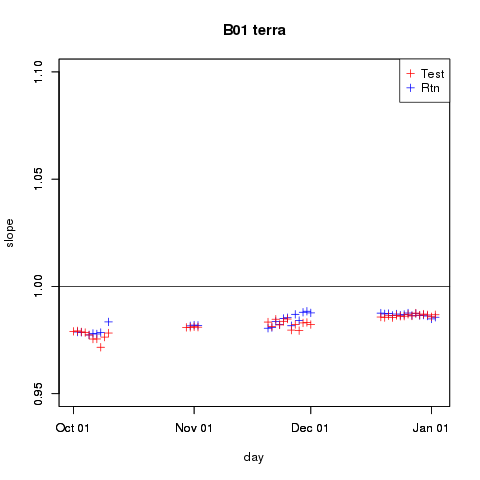 B01 terra
Test
Rtn
1.10
1.05
1.00
0.95
slope
Oct 01
Nov 01
Dec 01
Jan 01
day